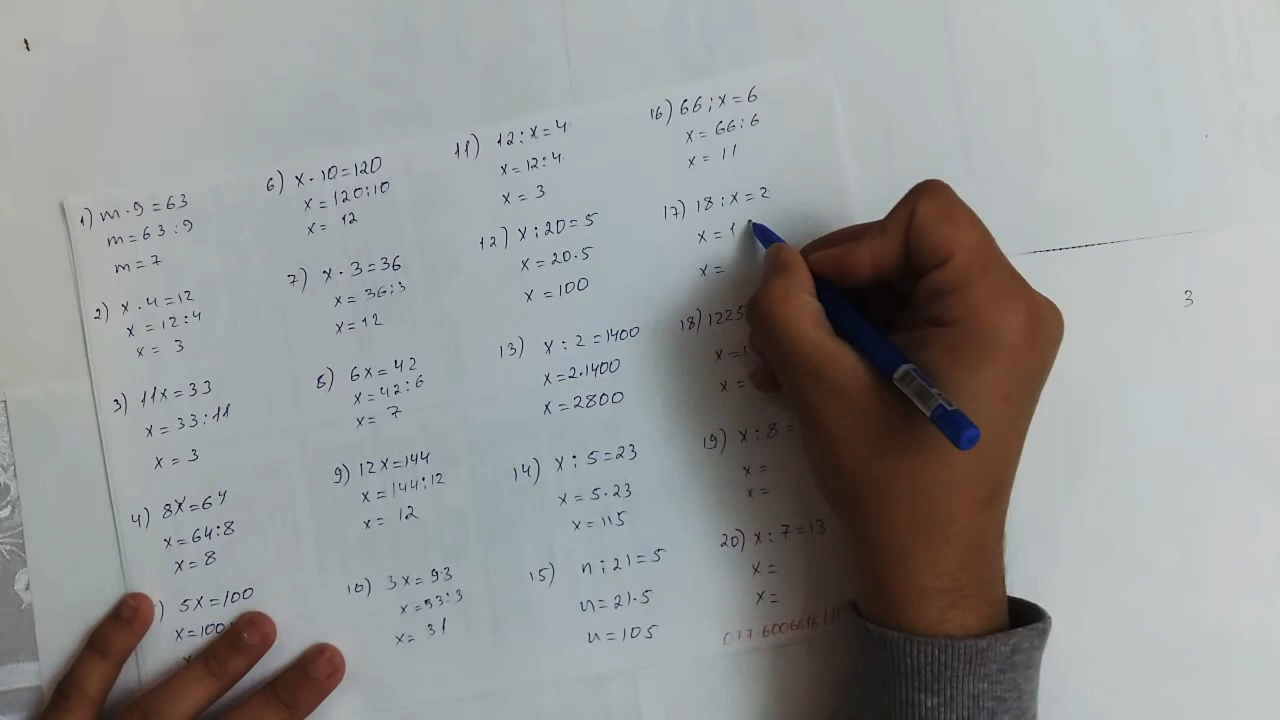 1) m · 9 = 63
m = 63 : 9
m = 7
2) x · 4 = 12
x = 12 : 4
x = 3
3) 11x = 33
x = 33 : 11
x = 3
4) 8x = 64
x = 64 : 8
x = 8
) 5x = 100
x = 100
6) x · 10 = 120
x = 120 : 10
x = 12
7) x · 3 = 36
x = 36 : 3
x = 12
8) 6x = 42
x = 42 : 6
x = 7
9) 12x = 144
x = 144 : 12
x = 12
10) 3x = 93
x = 93 : 3
x = 31
11) 12 : x = 4
x = 12 : 4
x = 3
12) x : 20 = 5
x = 20 · 5
x = 100
13) x : 2 = 1400
x = 2 · 1400
x = 2800
14) x : 5 = 23
x = 5 · 23
x = 115
15) n : 21 = 5
n = 21 · 5
n = 105
16) 66 : x = 6
x = 66 : 6
x = 11
17) 18 : x = 2
x = 1
x =
18) 1225
x = 1
x =
19) x : 8 =
x =
x =
20) x : 7 = 13
x =
x =
3